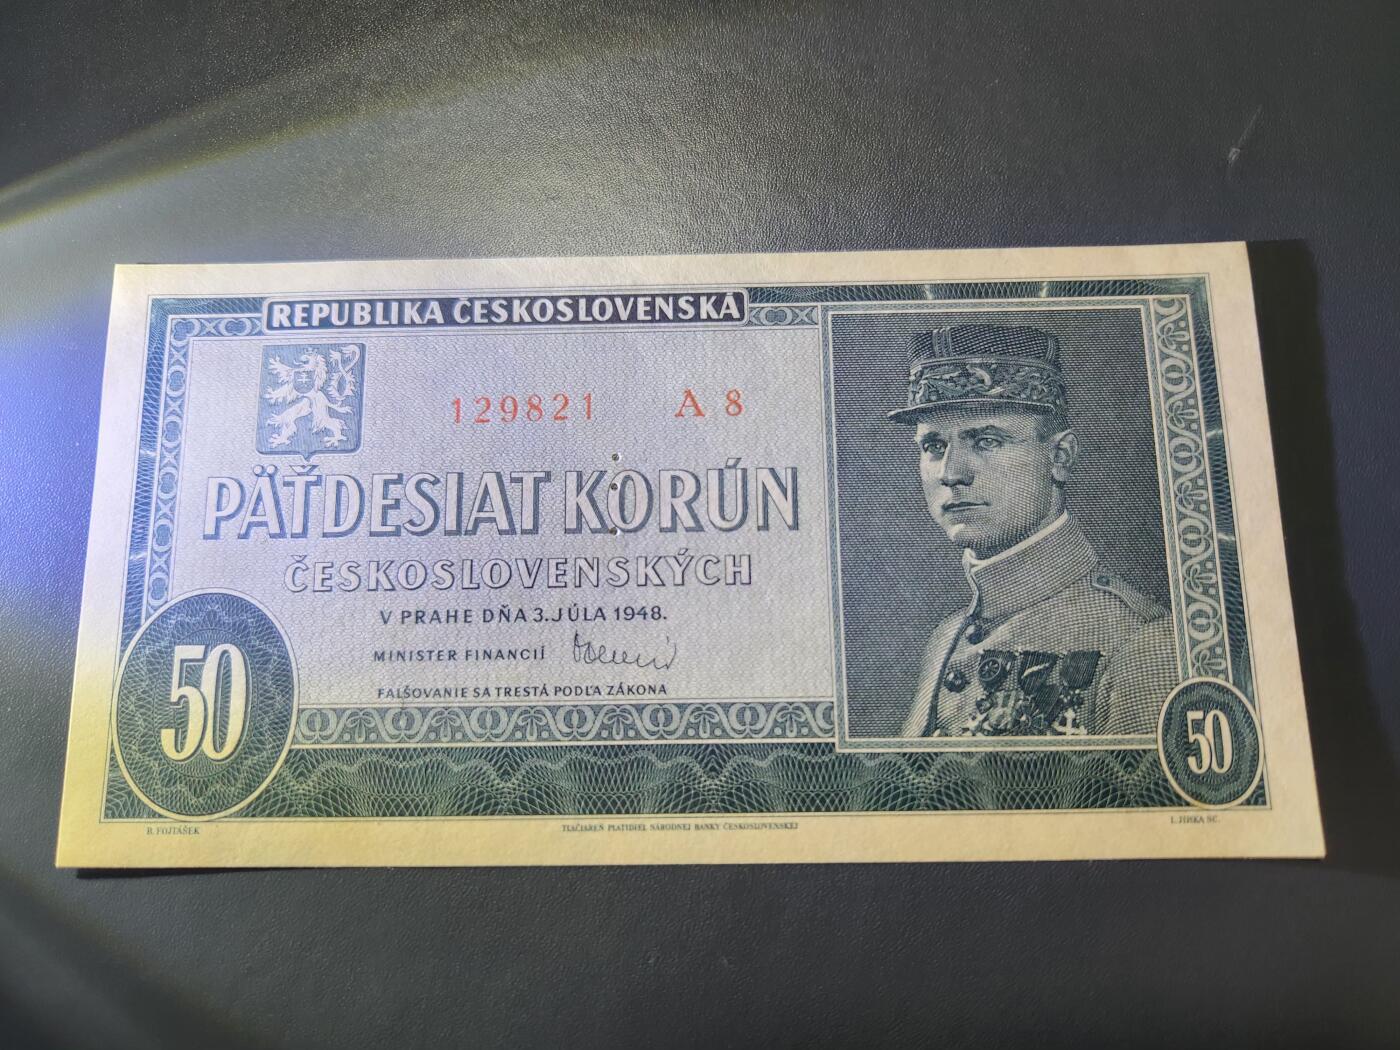 REPUBLIKA ČESKOSLOVENSKÁ
129821 A 8
PÄŤDESIAT KORÚN
ČESKOSLOVENSKÝCH
V PRAHE DŇA 3. JÚLA 1948.
MINISTER FINANCIÍ
FALŠOVANIE SA TRESTÁ PODĽA ZÁKONA
50
50
B. FOJTÁŠEK
TLAČIAREŇ PLATIDIEL NÁRODNEJ BANKY ČESKOSLOVENSKEJ
L. JIRKA SC.